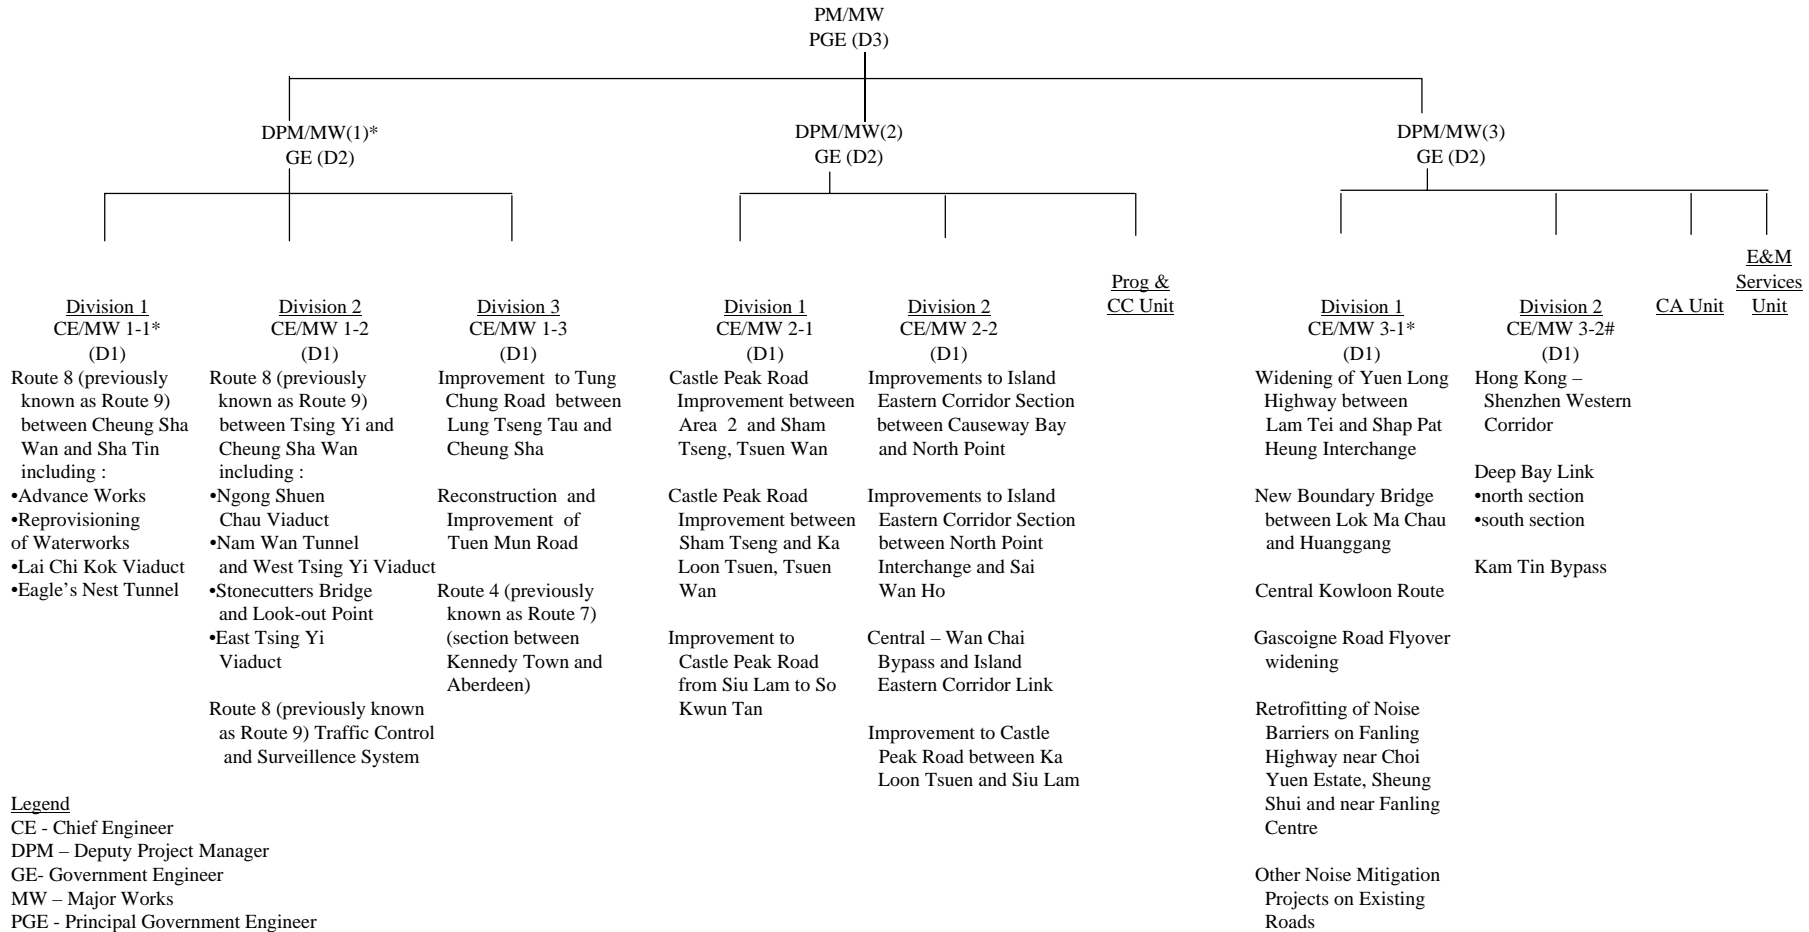 PM/MW
PGE (D3)
DPM/MW(1)*
GE (D2)
DPM/MW(2)
GE (D2)
DPM/MW(3)
GE (D2)
Division 1
CE/MW 1-1*
(D1)
Route 8 (previously
known as Route 9)
between Cheung Sha
Wan and Sha Tin
including :
•Advance Works
•Reprovisioning
of Waterworks
•Lai Chi Kok Viaduct
•Eagle's Nest Tunnel
Division 2
CE/MW 1-2
(D1)
Route 8 (previously
known as Route 9)
between Tsing Yi and
Cheung Sha Wan
including :
•Ngong Shuen
Chau Viaduct
•Nam Wan Tunnel
and West Tsing Yi Viaduct
•Stonecutters Bridge
and Look-out Point
•East Tsing Yi
Viaduct
Route 8 (previously known
as Route 9) Traffic Control
and Surveillence System
Division 3
CE/MW 1-3
(D1)
Improvement to Tung
Chung Road between
Lung Tseng Tau and
Cheung Sha
Reconstruction and
Improvement of
Tuen Mun Road
Route 4 (previously
known as Route 7)
(section between
Kennedy Town and
Aberdeen)
Division 1
CE/MW 2-1
(D1)
Castle Peak Road
Improvement between
Area 2 and Sham
Tseng, Tsuen Wan
Castle Peak Road
Improvement between
Sham Tseng and Ka
Loon Tsuen, Tsuen
Wan
Improvement to
Castle Peak Road
from Siu Lam to So
Kwun Tan
Division 2
CE/MW 2-2
(D1)
Improvements to Island
Eastern Corridor Section
between Causeway Bay
and North Point
Improvements to Island
Eastern Corridor Section
between North Point
Interchange and Sai
Wan Ho
Central – Wan Chai
Bypass and Island
Eastern Corridor Link
Improvement to Castle
Peak Road between Ka
Loon Tsuen and Siu Lam
Prog &
CC Unit
Division 1
CE/MW 3-1*
(D1)
Widening of Yuen Long
Highway between
Lam Tei and Shap Pat
Heung Interchange
New Boundary Bridge
between Lok Ma Chau
and Huanggang
Central Kowloon Route
Gascoigne Road Flyover
widening
Retrofitting of Noise
Barriers on Fanling
Highway near Choi
Yuen Estate, Sheung
Shui and near Fanling
Centre
Other Noise Mitigation
Projects on Existing
Roads
Division 2
CE/MW 3-2#
(D1)
Hong Kong –
Shenzhen Western
Corridor
Deep Bay Link
•north section
•south section
Kam Tin Bypass
CA Unit
E&M
Services
Unit
Legend
CE - Chief Engineer
DPM – Deputy Project Manager
GE- Government Engineer
MW – Major Works
PGE - Principal Government Engineer